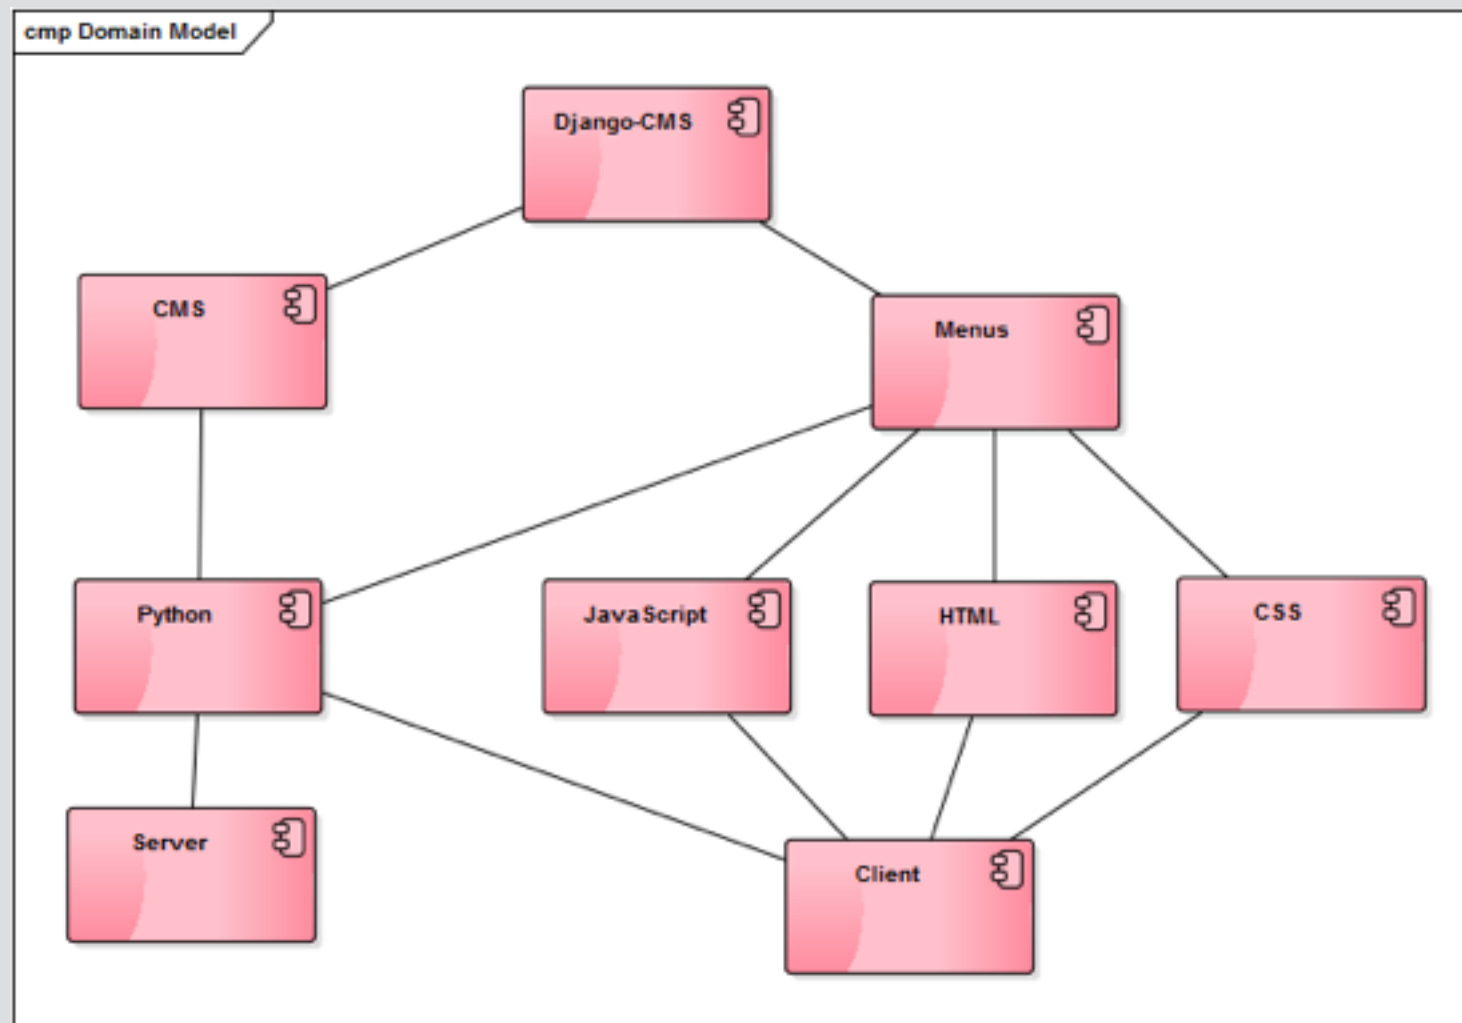 cmp Domain Model
Django-CMS
CMS
Menus
Python
JavaScript
HTML
CSS
Server
Client